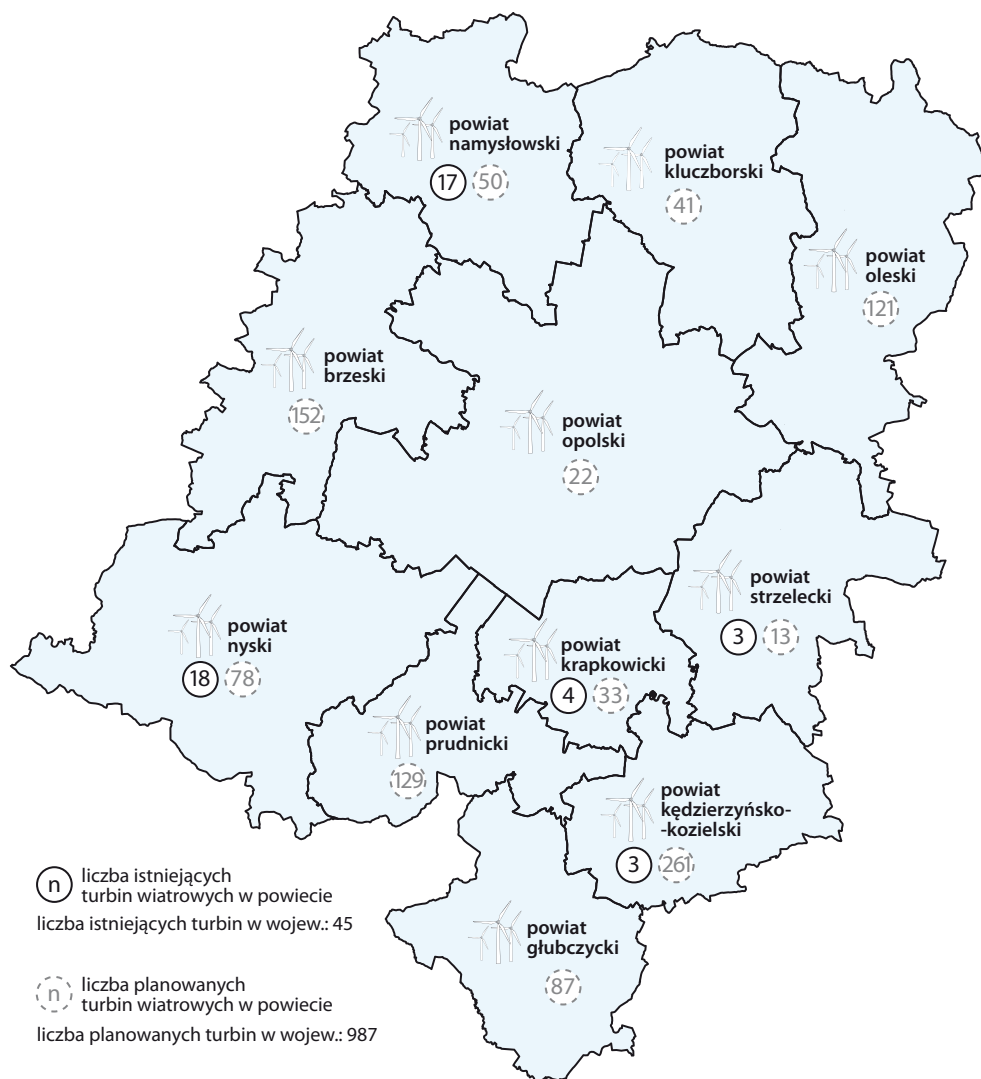 powiat
namysłowski
17 50
powiat
kluczborski
41
powiat
oleski
121
powiat
brzeski
152
powiat
opolski
22
powiat
strzelecki
3 13
powiat
nyski
18 78
powiat
krapkowicki
4 33
powiat
prudnicki
129
powiat
kędzierzyńsko-
-kozielski
3 261
powiat
głubczycki
87
n liczba istniejących
turbin wiatrowych w powiecie
liczba istniejących turbin w wojew.: 45
n liczba planowanych
turbin wiatrowych w powiecie
liczba planowanych turbin w wojew.: 987